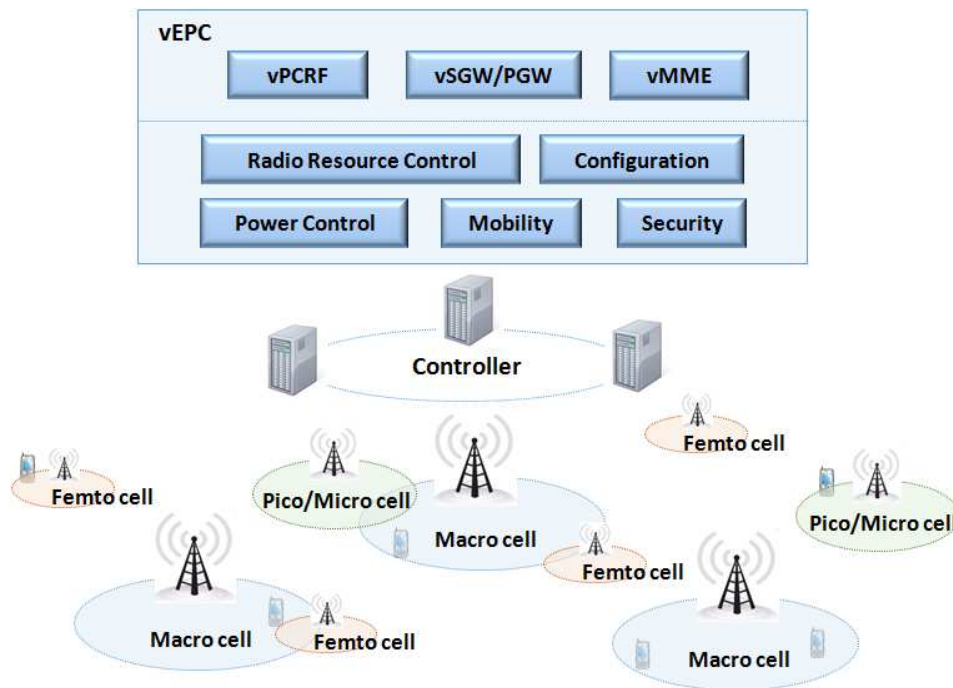 vEPC
vPCRF
vSGW/PGW
vMME
Radio Resource Control
Configuration
Power Control
Mobility
Security
Controller
Femto cell
Femto cell
Pico/Micro cell
Pico/Micro cell
Macro cell
Femto cell
Macro cell
Femto cell
Macro cell